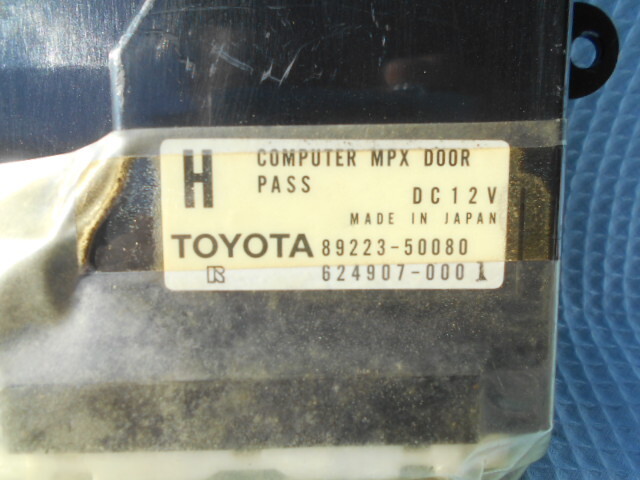 H
COMPUTER MPX DOOR
PASS
DC12V
MADE IN JAPAN
TOYOTA 89223-50080
R 624907-0001